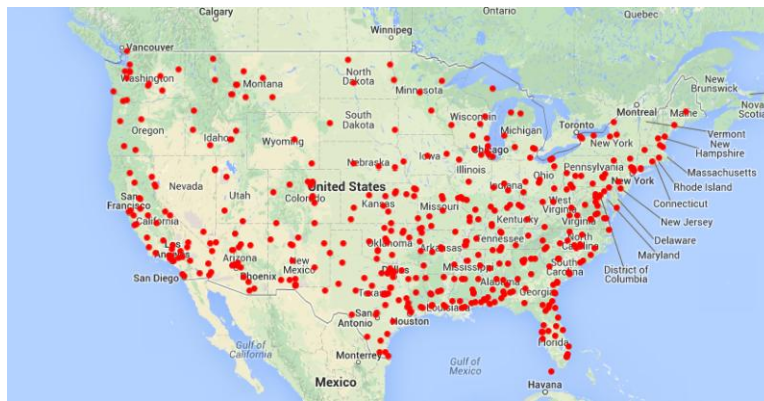 Calgary
Ontario
Quebec
Winnipeg
Vancouver
Washington
North
Dakota
Montana
Minnesota
Montreal
Maine
New
Brunswick
Nova
Scotia
Oregon
Idaho
South
Dakota
Wisconsin
Michigan
Toronto
Vermont
New
Hampshire
New York
Wyoming
Chicago
Massachusetts
Nebraska
Iowa
Illinois
Indiana
Ohio
Pennsylvania
New York
Rhode Island
Connecticut
Nevada
Utah
United States
Colorado
Kansas
Missouri
West
Virginia
Virginia
Kentucky
New Jersey
San
Francisco
California
Delaware
Maryland
Los
Angeles
Arizona
New
Mexico
Oklahoma
Arkansas
Tennessee
North
Carolina
District of
Columbia
San Diego
Phoenix
Dallas
Mississippi
Alabama
South
Carolina
Georgia
Texas
San
Antonio
Houston
Louisiana
Gulf of
California
Monterrey
Gulf of
Mexico
Florida
Mexico
Havana